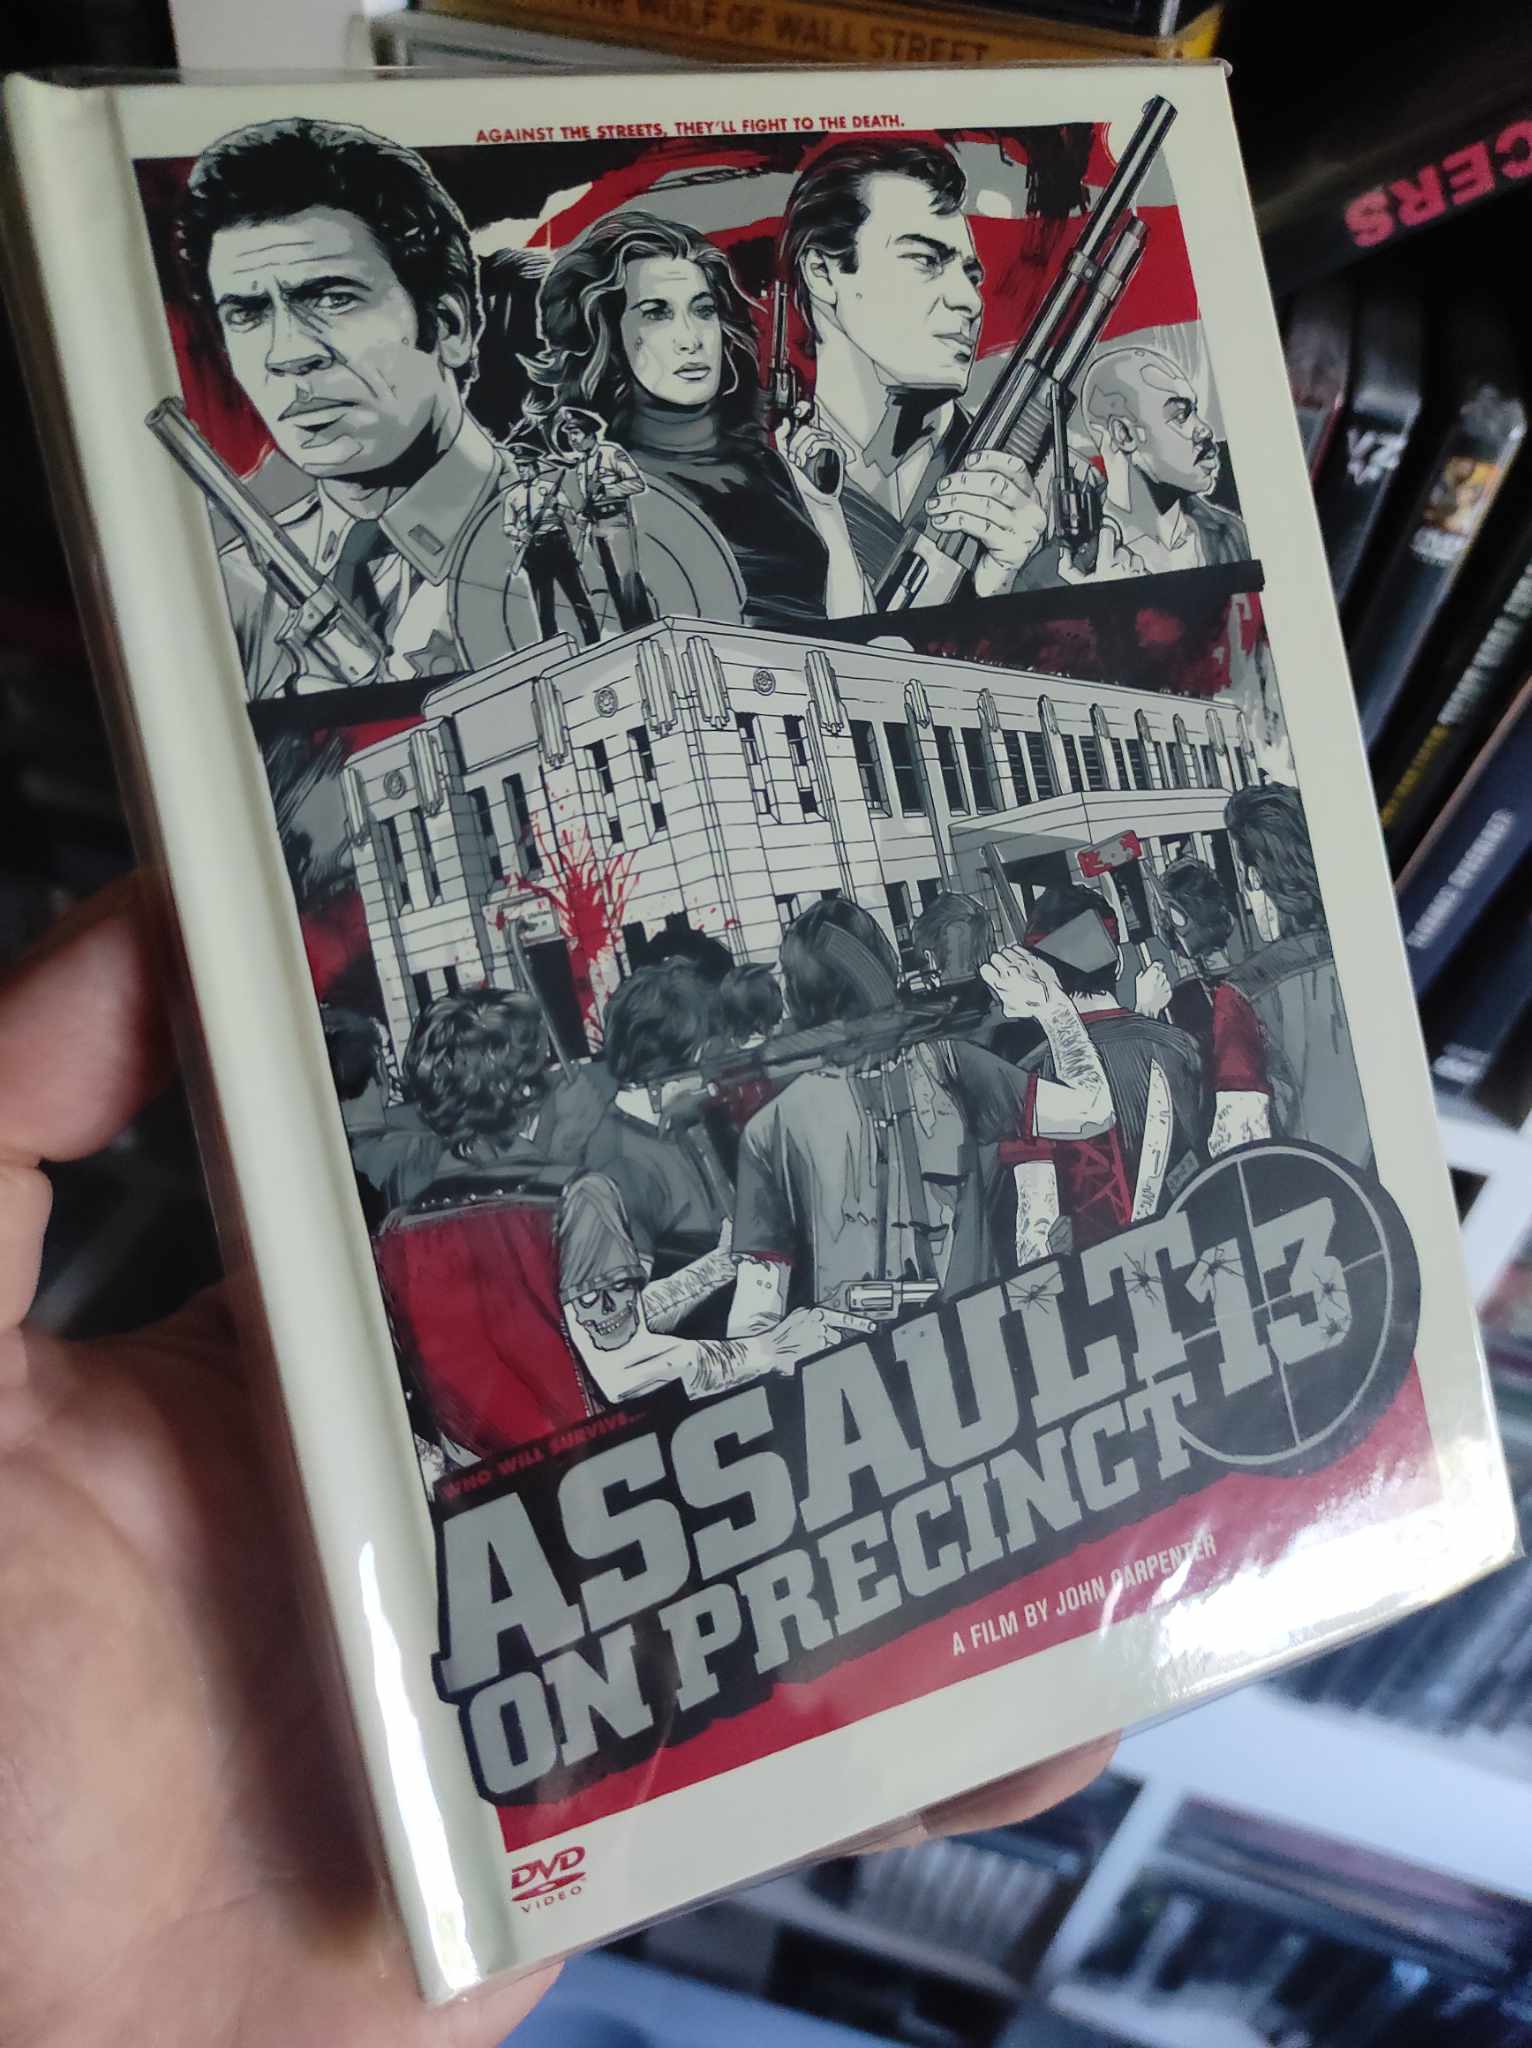 THE WOLF OF WALL STREET
CERS
AGAINST THE STREETS, THEY'LL FIGHT TO THE DEATH.
WHO WILL SURVIVE...
ASSAULT
ON PRECINCT 13
A FILM BY JOHN CARPENTER
DVD
VIDEO